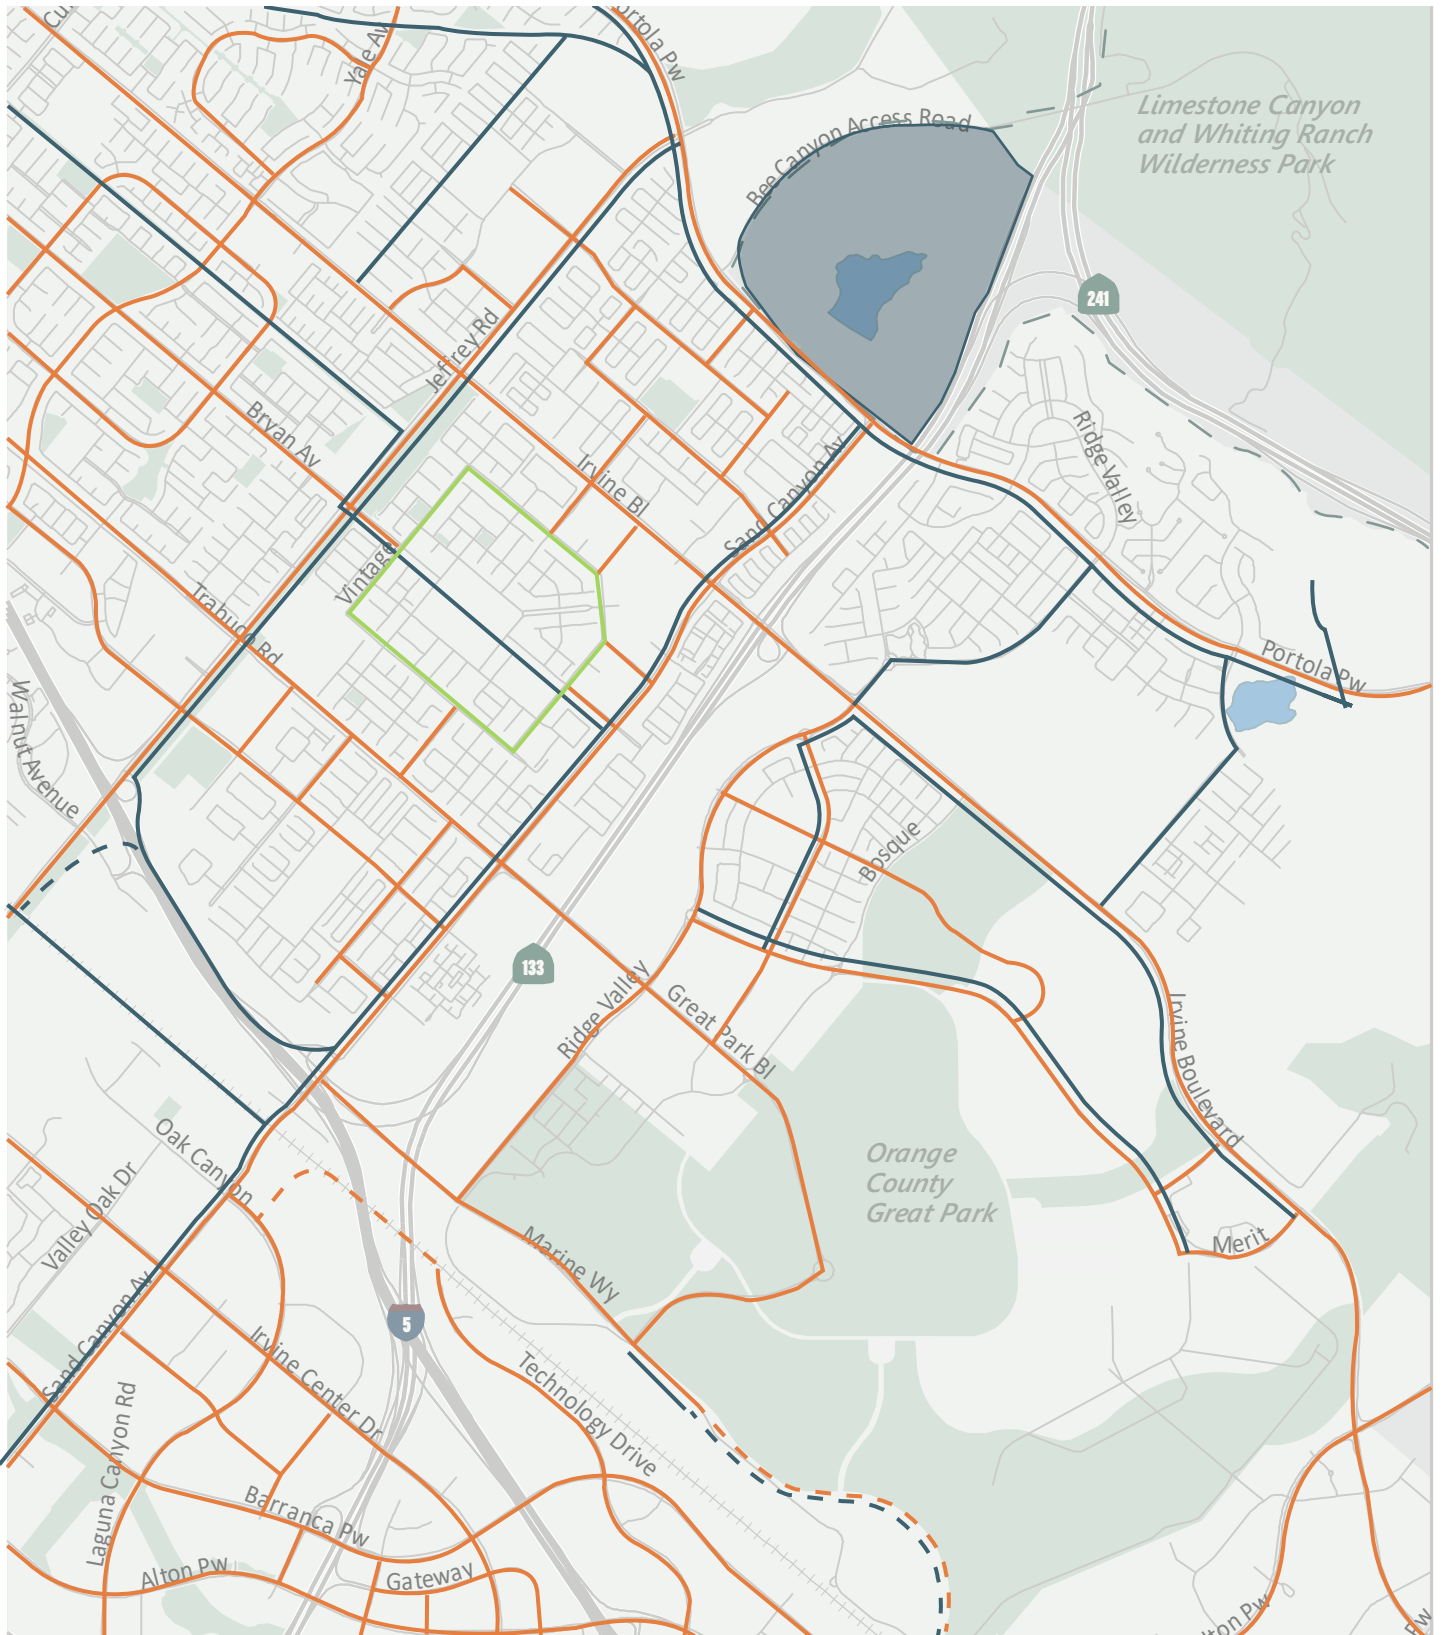 Yale Av
Portola Pw
Bee Canyon Access Road
Limestone Canyon
and Whiting Ranch
Wilderness Park
241
Jeffrey Rd
Bryan Av
Irvine Bl
Sand Canyon Av
Ridge Valley
Vintage
Trabuco Rd
Portola Pw
Walnut Avenue
Bosque
133
Ridge Valley
Great Park Bl
Irvine Boulevard
Oak Canyon
Valley Oak Dr
Orange
County
Great Park
Merit
Marine Wy
Sand Canyon Av
5
Irvine Center Dr
Technology Drive
Laguna Canyon Rd
Barranca Pw
Alton Pw
Gateway
lton Pw
Pw